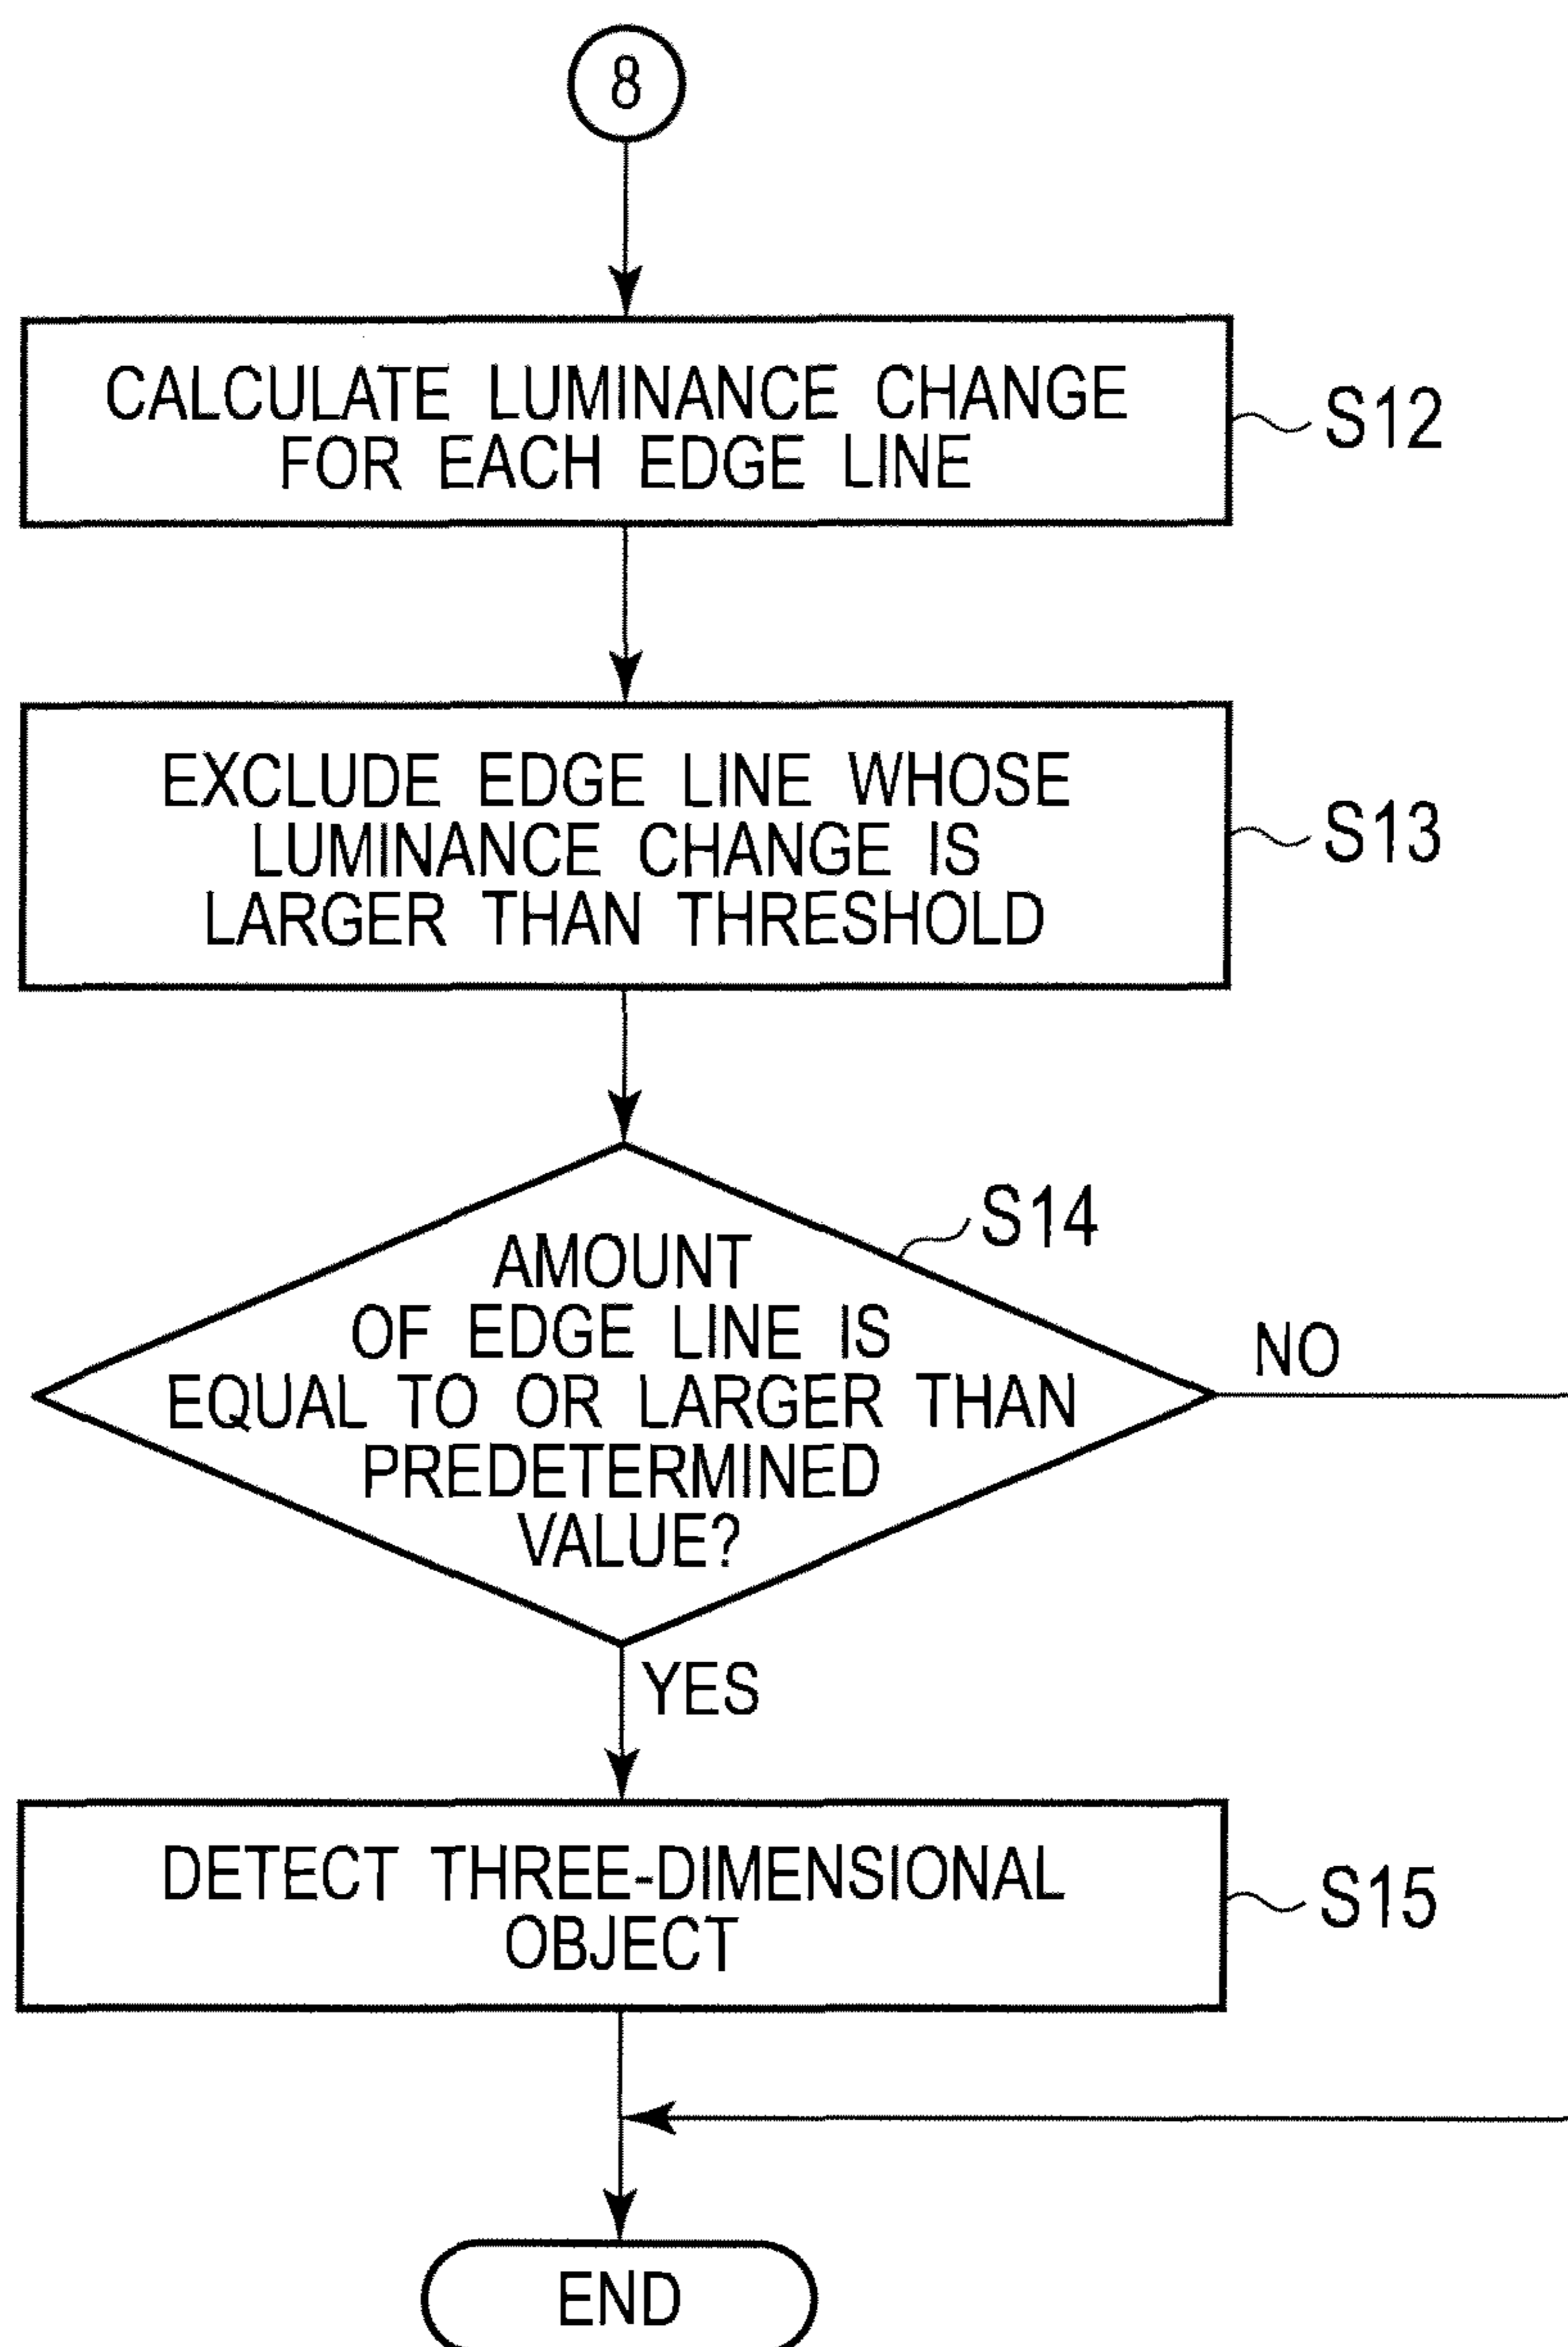 8
CALCULATE LUMINANCE CHANGE
FOR EACH EDGE LINE
S12
EXCLUDE EDGE LINE WHOSE
LUMINANCE CHANGE IS
LARGER THAN THRESHOLD
S13
S14
AMOUNT
OF EDGE LINE IS
EQUAL TO OR LARGER THAN
PREDETERMINED
VALUE?
NO
YES
DETECT THREE-DIMENSIONAL
OBJECT
S15
END